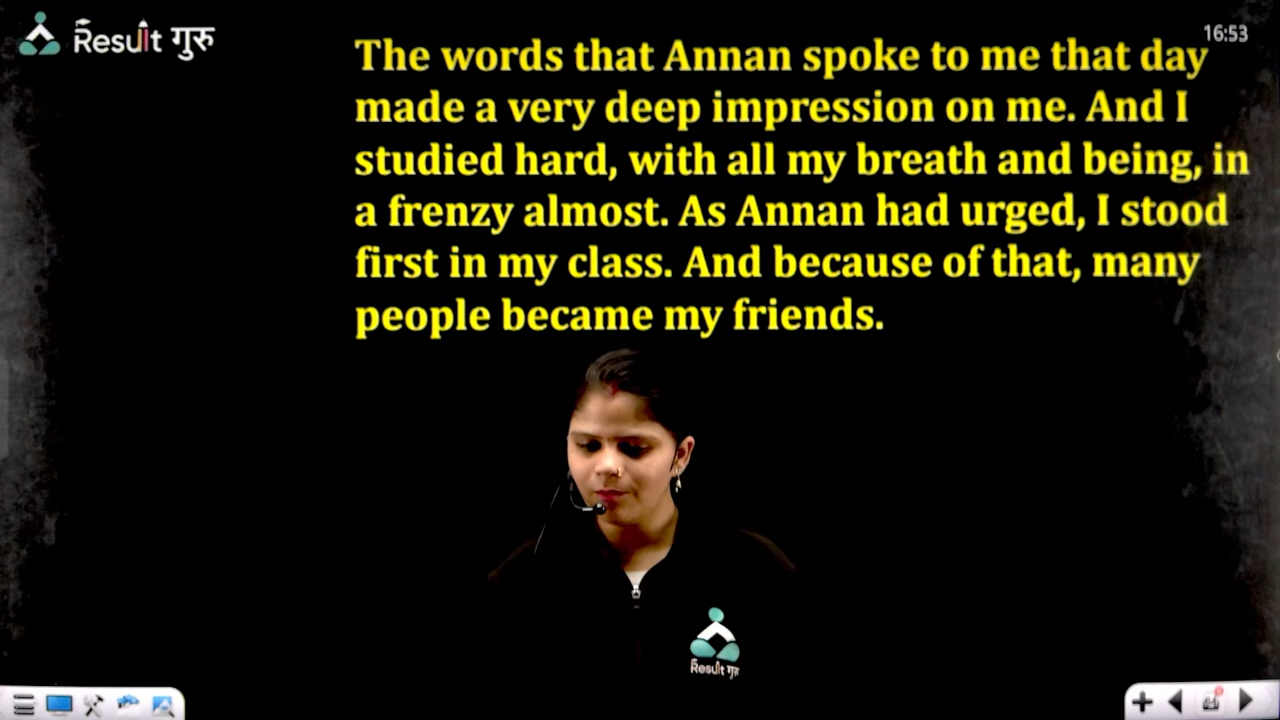 Result गुरु
16:53
The words that Annan spoke to me that day
made a very deep impression on me. And I
studied hard, with all my breath and being, in
a frenzy almost. As Annan had urged, I stood
first in my class. And because of that, many
people became my friends.
Result गुरु